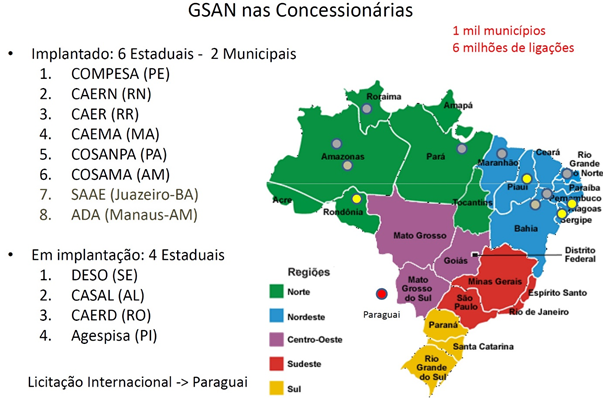 GSAN nas Concessionárias
1 mil municípios
6 milhões de ligações
• Implantado: 6 Estaduais - 2 Municipais
1. COMPESA (PE)
2. CAERN (RN)
3. CAER (RR)
4. CAEMA (MA)
5. COSANPA (PA)
6. COSAMA (AM)
7. SAAE (Juazeiro-BA)
8. ADA (Manaus-AM)
• Em implantação: 4 Estaduais
1. DESO (SE)
2. CASAL (AL)
3. CAERD (RO)
4. Agespisa (PI)
Licitação Internacional -> Paraguai
Roraima
Amapá
Amazonas
Pará
Maranhão
Ceará
Rio
Grande
do Norte
Paraíba
Piauí
Pernambuco
Alagoas
Sergipe
Acre
Rondônia
Tocantins
Bahia
Mato Grosso
Goiás
Distrito
Federal
Mato
Grosso
do Sul
Minas Gerais
Espírito Santo
São
Paulo
Rio de Janeiro
Paraguai
Paraná
Santa Catarina
Rio
Grande
do Sul
Regiões
Norte
Nordeste
Centro-Oeste
Sudeste
Sul